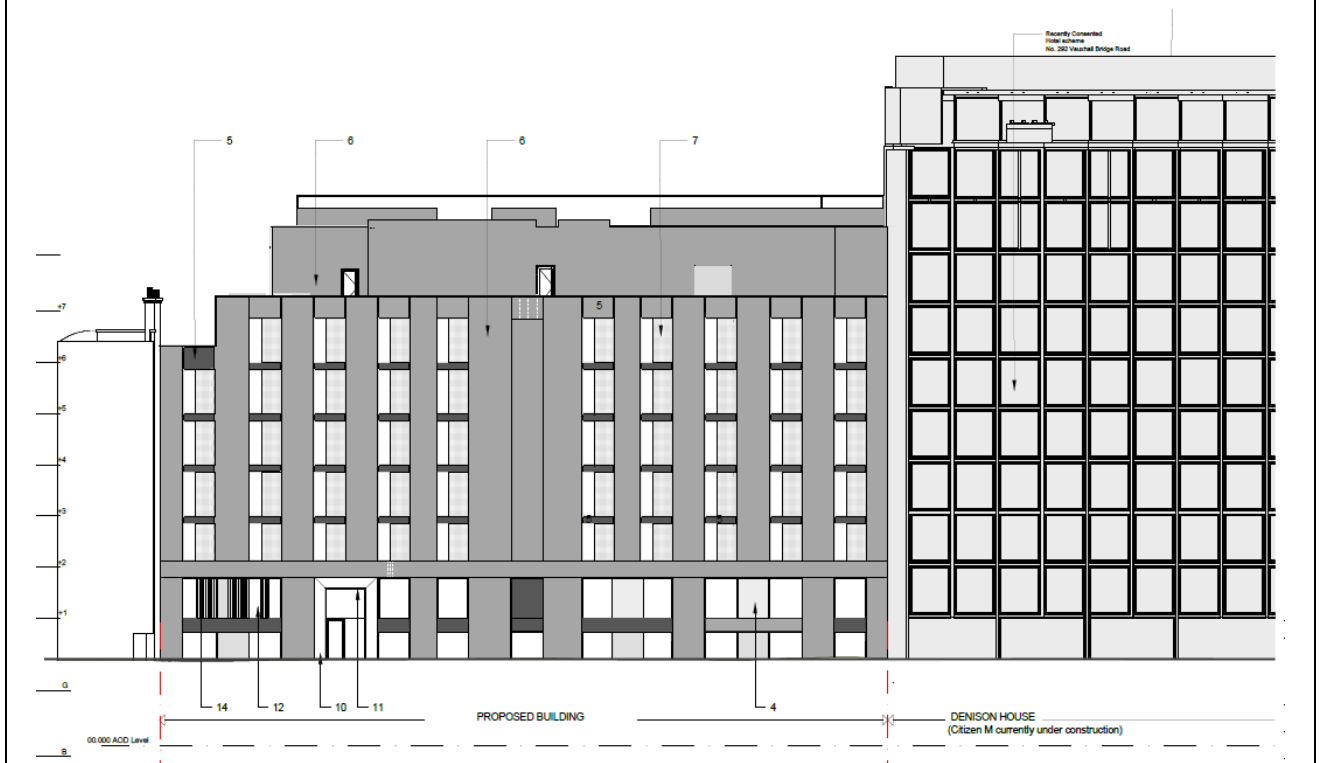 Recently Consented
Hotel scheme
No. 292 Vauxhall Bridge Road
5
6
6
7
+7
5
+6
+5
+4
+3
5
5
+2
+1
G
14
12
10
11
4
PROPOSED BUILDING
DENISON HOUSE
(Citizen M currently under construction)
00.000 AOD Level
B